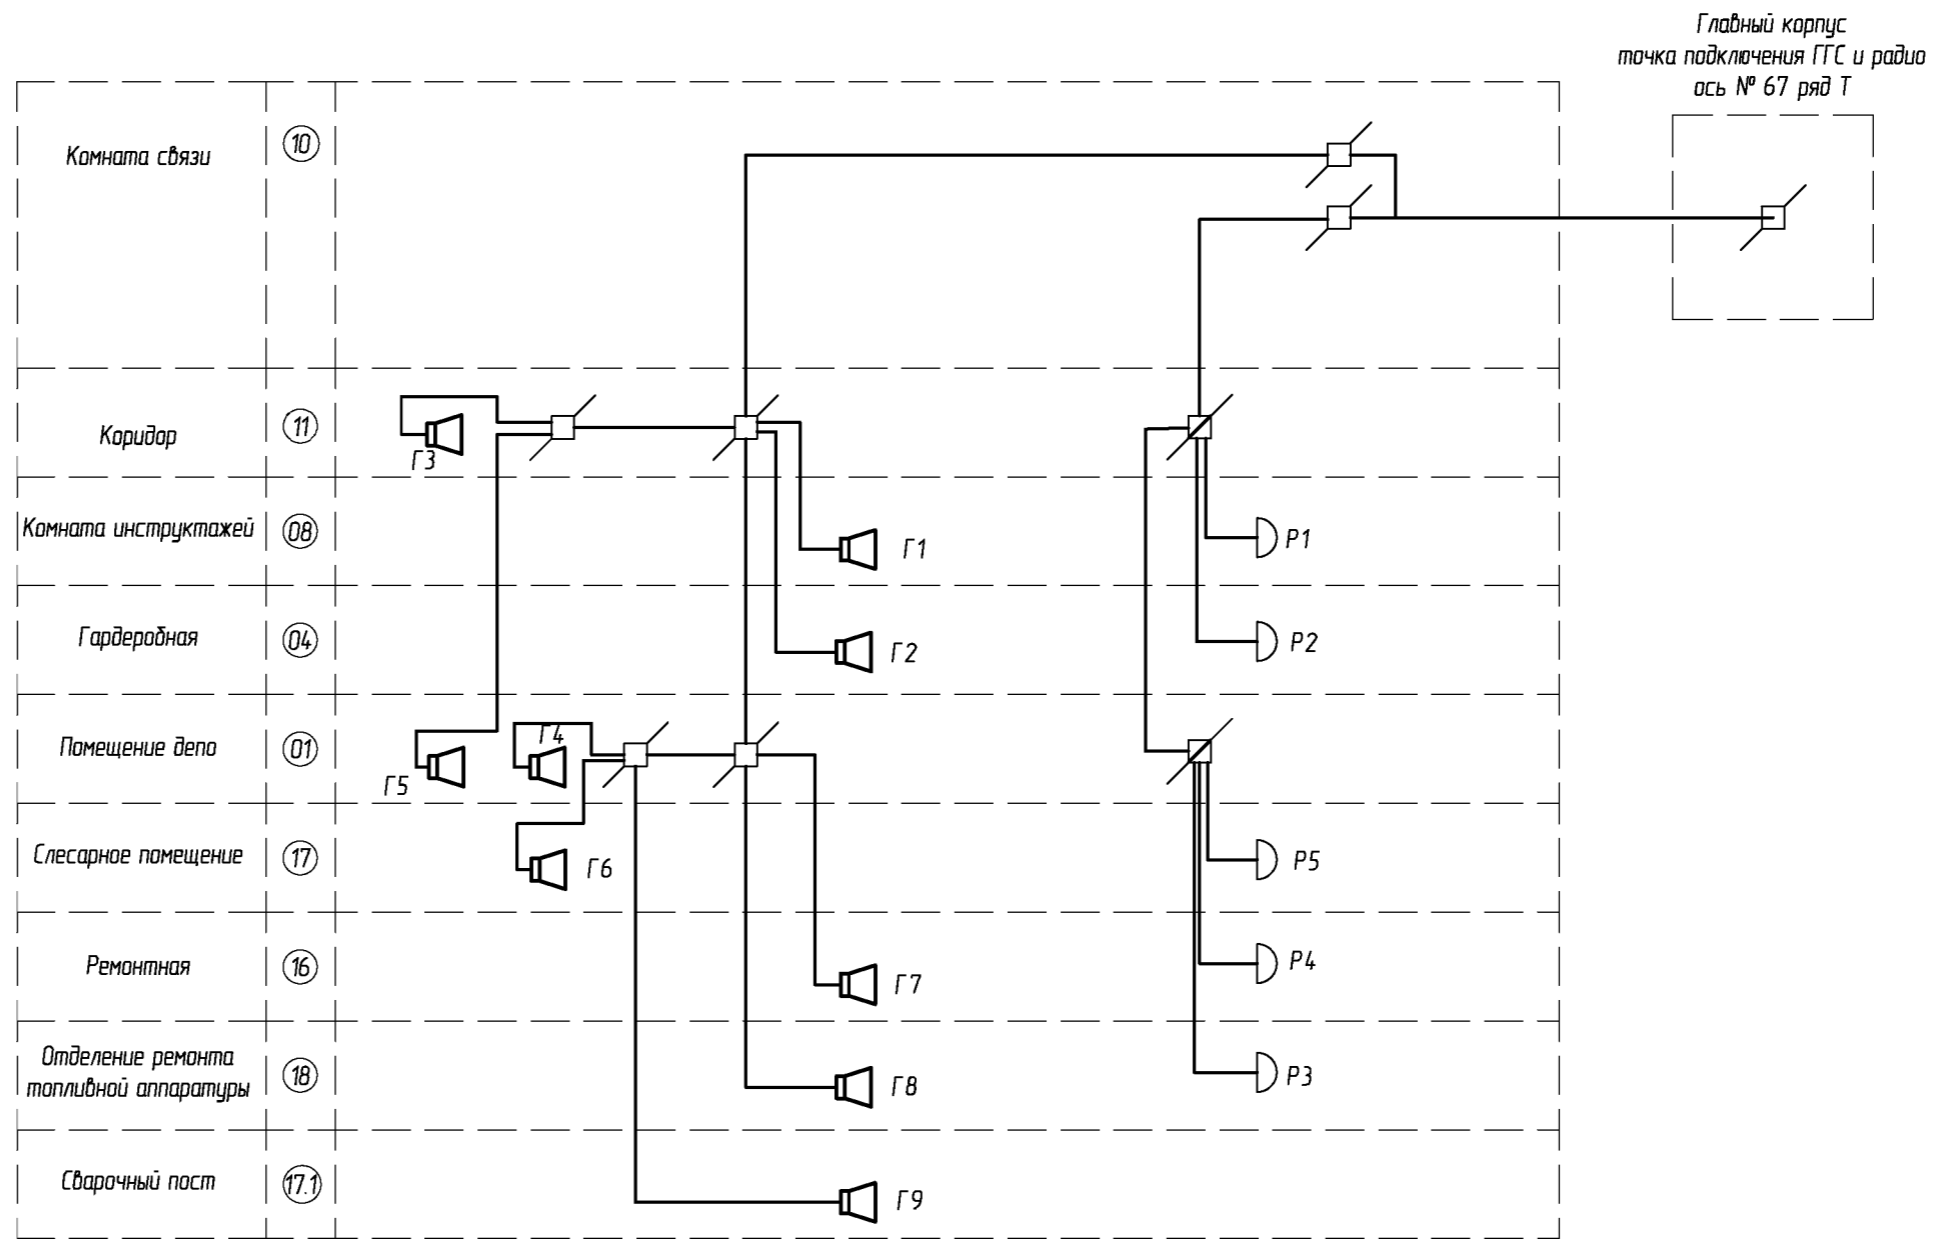 Главный корпус
точка подключения ГГС и радио
ось № 67 ряд Т
Комната связи
10
Коридор
11
Г3
Комната инструктажей
08
Г1
Р1
Гардеробная
04
Г2
Р2
Помещение депо
01
Г5
Г4
Слесарное помещение
17
Г6
Р5
Ремонтная
16
Г7
Р4
Отделение ремонта
топливной аппаратуры
18
Г8
Р3
Сварочный пост
17.1
Г9